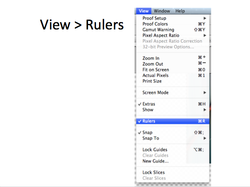 View > Rulers
View Window Help
Proof Setup
Proof Colors ⌘Y
Gamut Warning ⇧⌘Y
Pixel Aspect Ratio
Pixel Aspect Ratio Correction
32-bit Preview Options...
Zoom In ⌘+
Zoom Out ⌘-
Fit on Screen ⌘0
Actual Pixels ⌘1
Print Size
Screen Mode
✓ Extras ⌘H
Show
✓ Rulers ⌘R
✓ Snap ⇧⌘;
Snap To
Lock Guides ⌥⌘;
Clear Guides
New Guide...
Lock Slices
Clear Slices